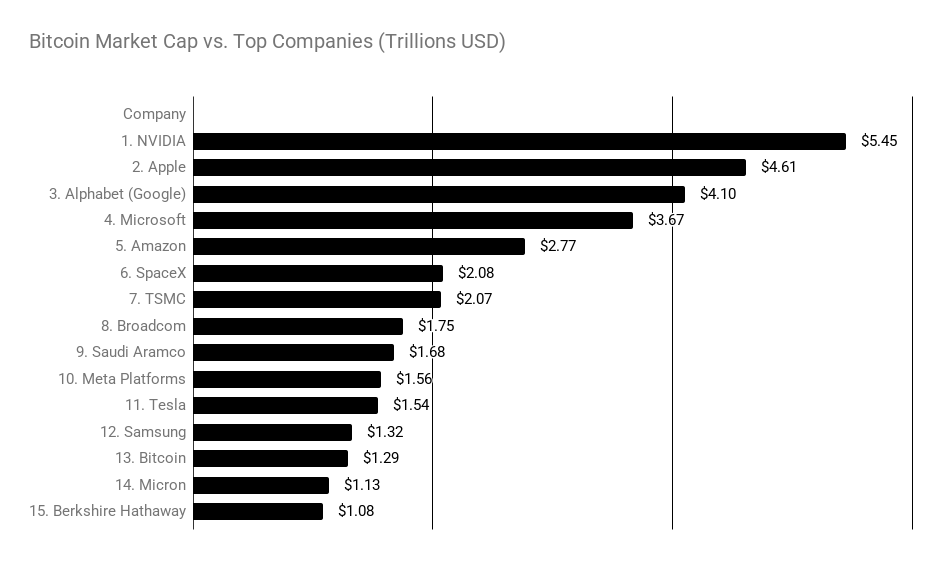 Bitcoin Market Cap vs. Top Companies (Trillions USD)
Company
1. NVIDIA $5.45
2. Apple $4.61
3. Alphabet (Google) $4.10
4. Microsoft $3.67
5. Amazon $2.77
6. SpaceX $2.08
7. TSMC $2.07
8. Broadcom $1.75
9. Saudi Aramco $1.68
10. Meta Platforms $1.56
11. Tesla $1.54
12. Samsung $1.32
13. Bitcoin $1.29
14. Micron $1.13
15. Berkshire Hathaway $1.08